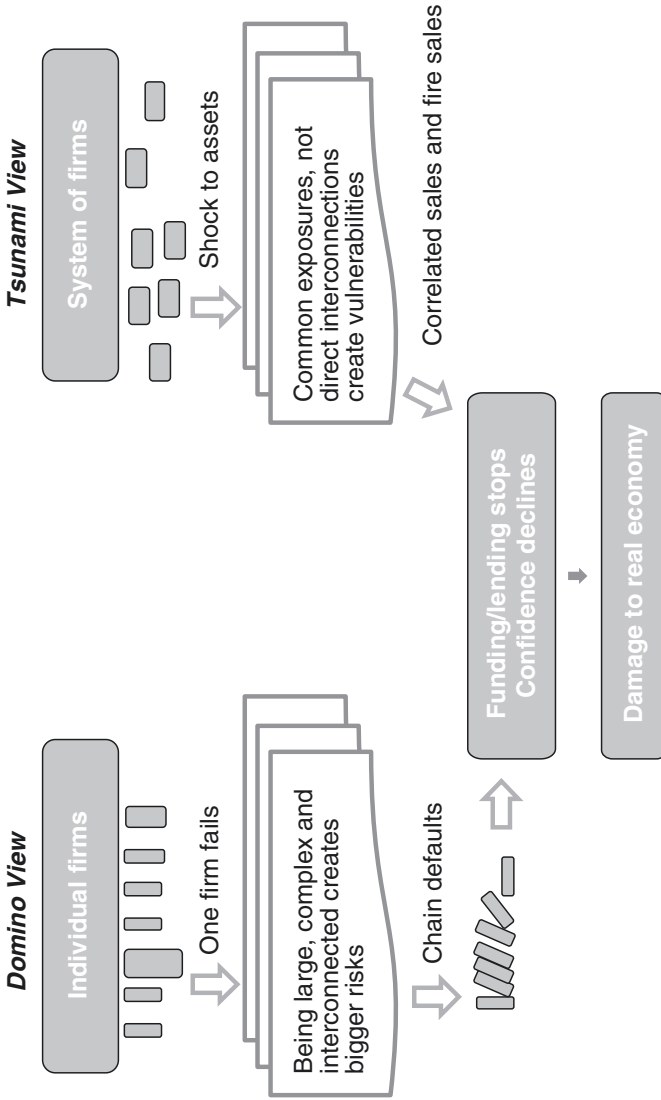 Domino View
Individual firms
One firm fails
Being large, complex and
interconnected creates
bigger risks
Chain defaults
Tsunami View
System of firms
Shock to assets
Common exposures, not
direct interconnections
create vulnerabilities
Correlated sales and fire sales
Funding/lending stops
Confidence declines
Damage to real economy